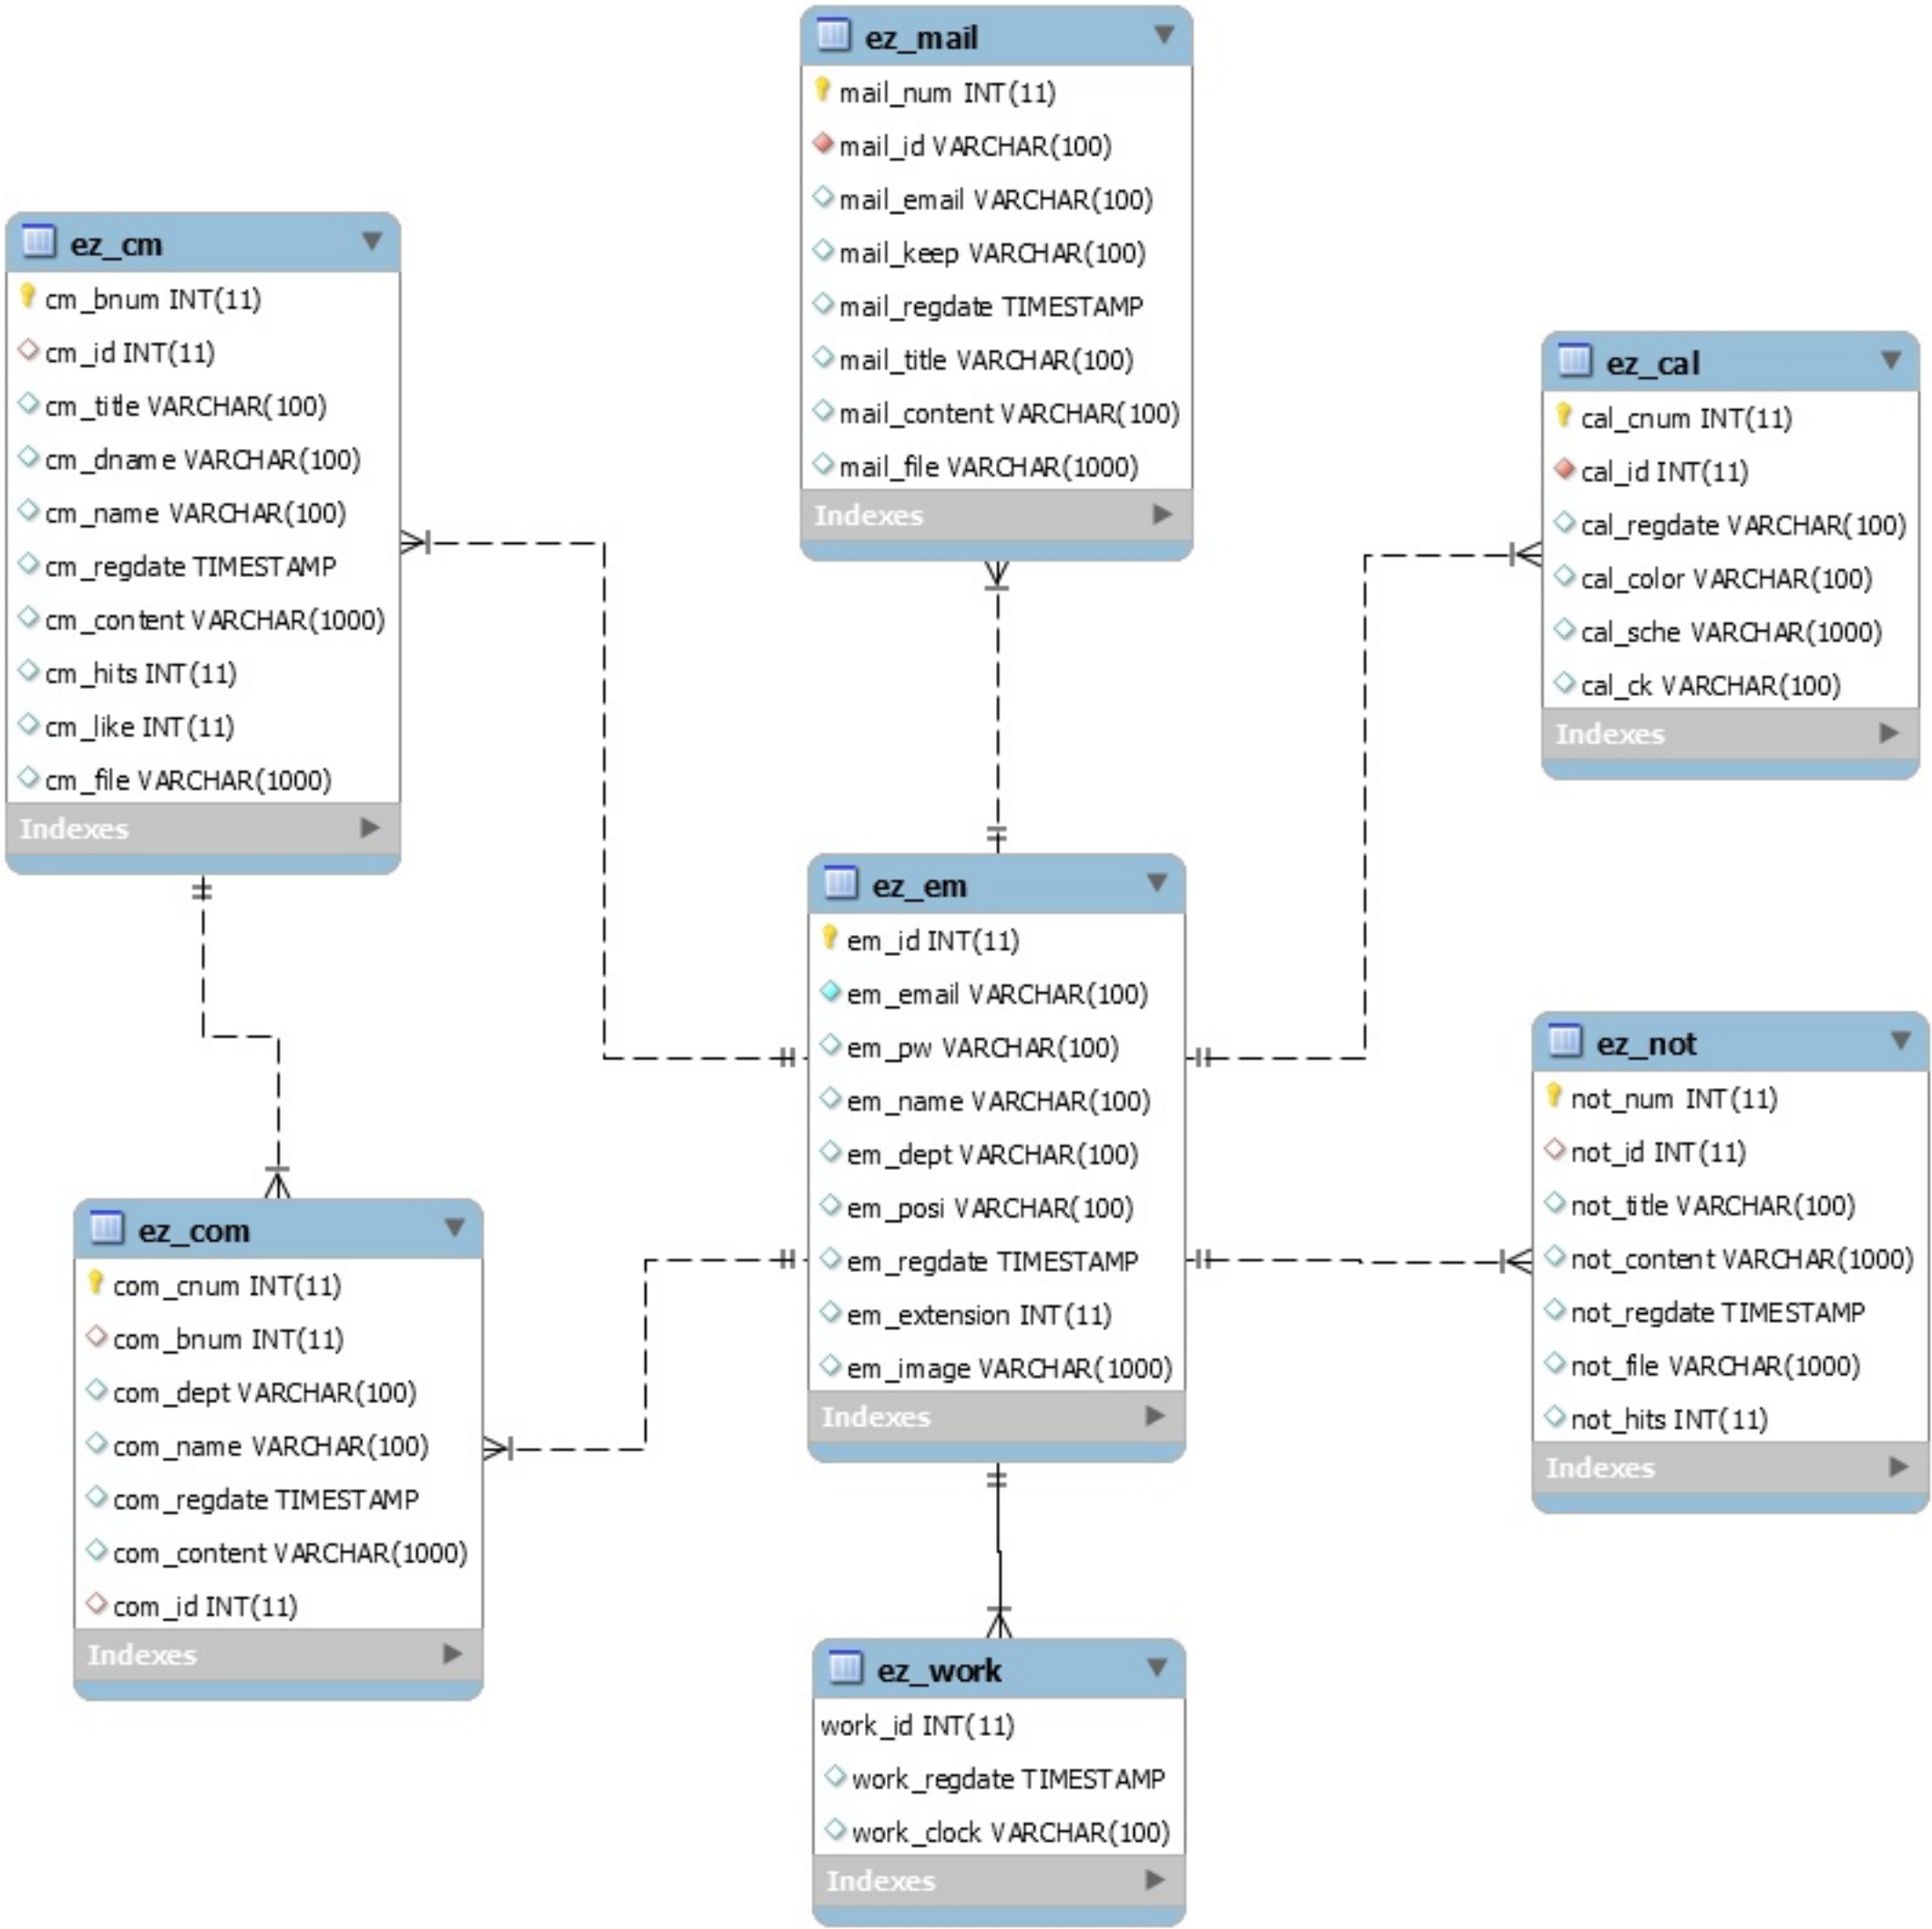 ez_mail
mail_num INT(11)
mail_id VARCHAR(100)
mail_email VARCHAR(100)
mail_keep VARCHAR(100)
mail_regdate TIMESTAMP
mail_title VARCHAR(100)
mail_content VARCHAR(100)
mail_file VARCHAR(1000)
Indexes
ez_cm
cm_bnum INT(11)
cm_id INT(11)
cm_title VARCHAR(100)
cm_dname VARCHAR(100)
cm_name VARCHAR(100)
cm_regdate TIMESTAMP
cm_content VARCHAR(1000)
cm_hits INT(11)
cm_like INT(11)
cm_file VARCHAR(1000)
Indexes
ez_cal
cal_cnum INT(11)
cal_id INT(11)
cal_regdate VARCHAR(100)
cal_color VARCHAR(100)
cal_sche VARCHAR(1000)
cal_ck VARCHAR(100)
Indexes
ez_em
em_id INT(11)
em_email VARCHAR(100)
em_pw VARCHAR(100)
em_name VARCHAR(100)
em_dept VARCHAR(100)
em_posi VARCHAR(100)
em_regdate TIMESTAMP
em_extension INT(11)
em_image VARCHAR(1000)
Indexes
ez_not
not_num INT(11)
not_id INT(11)
not_title VARCHAR(100)
not_content VARCHAR(1000)
not_regdate TIMESTAMP
not_file VARCHAR(1000)
not_hits INT(11)
Indexes
ez_com
com_cnum INT(11)
com_bnum INT(11)
com_dept VARCHAR(100)
com_name VARCHAR(100)
com_regdate TIMESTAMP
com_content VARCHAR(1000)
com_id INT(11)
Indexes
ez_work
work_id INT(11)
work_regdate TIMESTAMP
work_clock VARCHAR(100)
Indexes